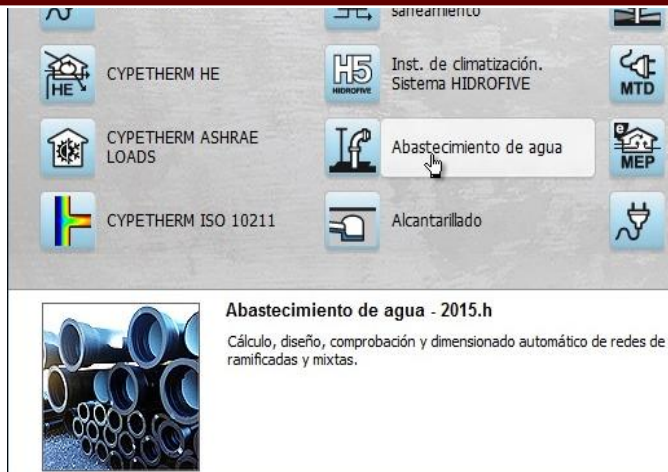 saneamiento
HE
CYPETHERM HE
H5
HIDROFIVE
Inst. de climatización.
Sistema HIDROFIVE
MTD
CYPETHERM ASHRAE
LOADS
Abastecimiento de agua
e
MEP
CYPETHERM ISO 10211
Alcantarillado
Abastecimiento de agua - 2015.h
Cálculo, diseño, comprobación y dimensionado automático de redes de
ramificadas y mixtas.